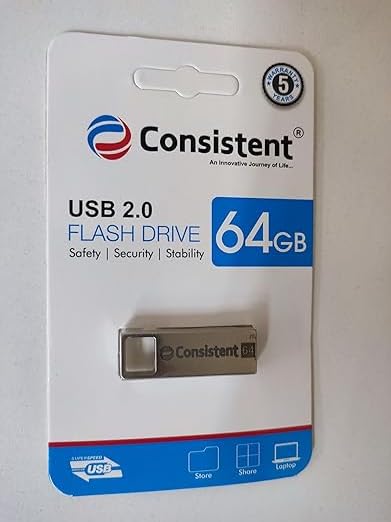 WARRANTY
5
YEARS
Consistent®
An Innovative Journey of Life...
USB 2.0
FLASH DRIVE
64GB
Safety | Security | Stability
Consistent 64
SUPERSPEED
USB
Store
Share
Laptop